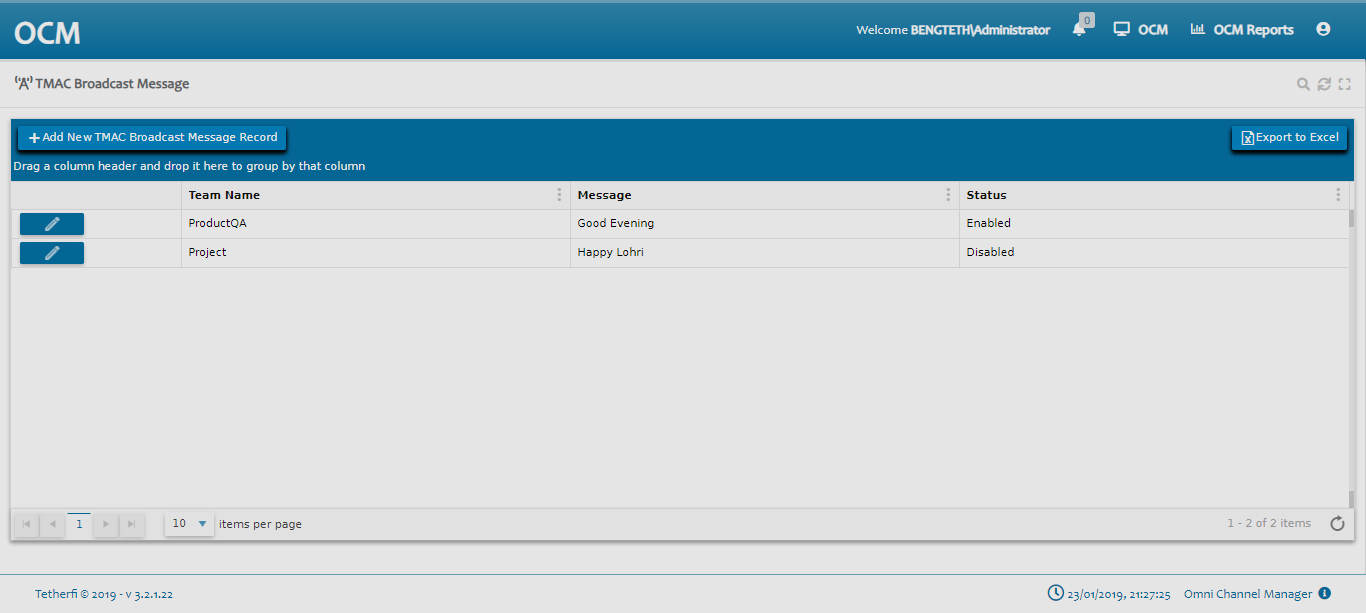 OCM
Welcome BENGTETH\Administrator
0
OCM
OCM Reports
TMAC Broadcast Message
Add New TMAC Broadcast Message Record
Export to Excel
Drag a column header and drop it here to group by that column
Team Name Message Status
ProductQA Good Evening Enabled
Project Happy Lohri Disabled
1 10 items per page 1 - 2 of 2 items
Tetherfi © 2019 - v 3.2.1.22 23/01/2019, 21:27:25 Omni Channel Manager